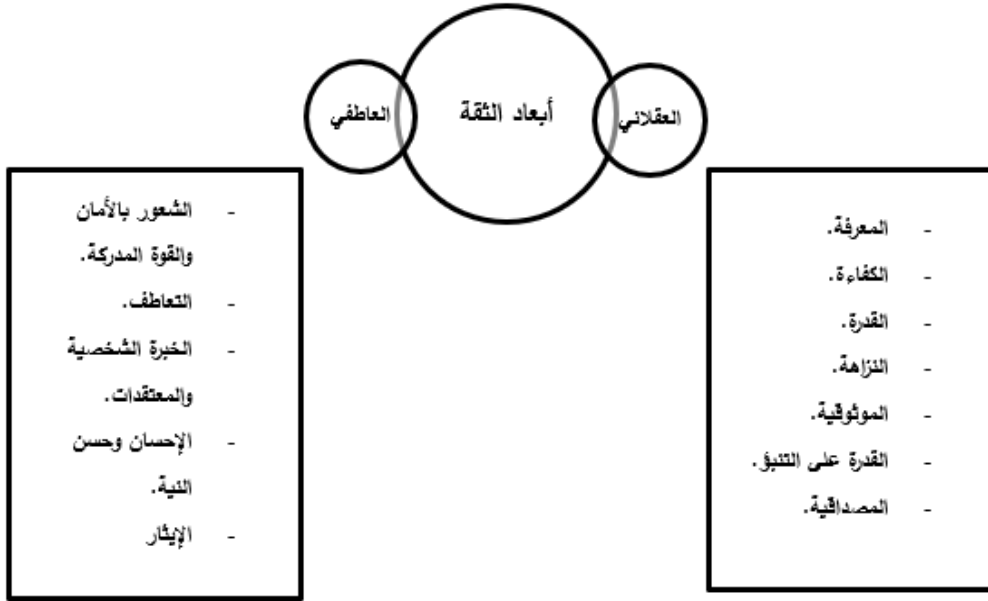 أبعاد الثقة
العقلاني
العاطفي
- المعرفة.
- الكفاءة.
- القدرة.
- النزاهة.
- الموثوقية.
- القدرة على التنبؤ.
- المصداقية.
- الشعور بالأمان
والقوة المدركة.
- التعاطف.
- الخبرة الشخصية
والمعتقدات.
- الإحسان وحسن
النية.
- الإيثار